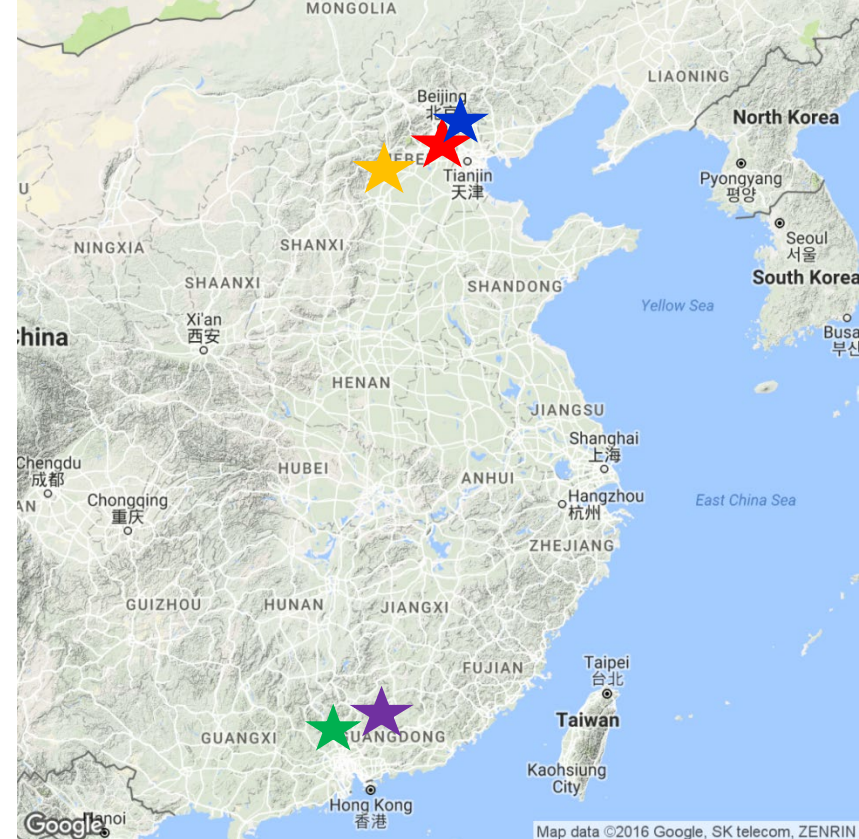 MONGOLIA
LIAONING
Beijing
北京
North Korea
EBE
Tianjin
天津
Pyongyang
평양
U
NINGXIA
SHANXI
Seoul
서울
SHAANXI
SHANDONG
South Korea
Yellow Sea
Xi'an
西安
China
Busa
부산
HENAN
JIANGSU
Shanghai
上海
Chengdu
成都
HUBEI
ANHUI
AN
Chongqing
重庆
Hangzhou
杭州
East China Sea
ZHEJIANG
GUIZHOU
HUNAN
JIANGXI
FUJIAN
Taipei
台北
Taiwan
GUANGXI
GUANGDONG
Kaohsiung
City
Hong Kong
香港
Google
Hanoi
Map data ©2016 Google, SK telecom, ZENRIN